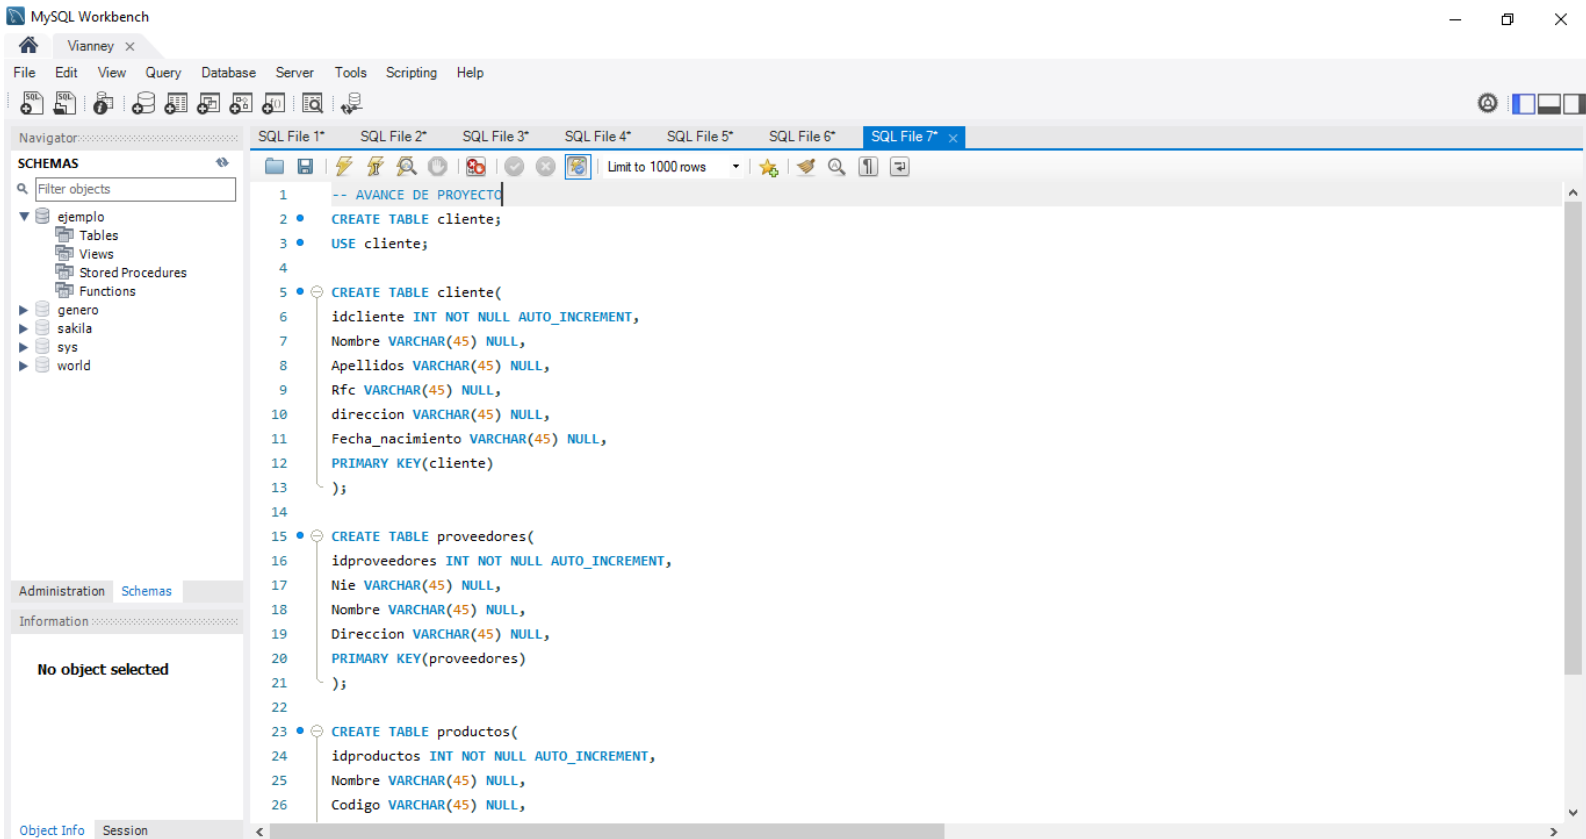 MySQL Workbench
Vianney
File Edit View Query Database Server Tools Scripting Help
Navigator
SCHEMAS
Filter objects
ejemplo
Tables
Views
Stored Procedures
Functions
genero
sakila
sys
world
Administration Schemas
Information
No object selected
Object Info Session
SQL File 1* SQL File 2* SQL File 3* SQL File 4* SQL File 5* SQL File 6* SQL File 7*
Limit to 1000 rows
1 -- AVANCE DE PROYECTO
2 CREATE TABLE cliente;
3 USE cliente;
4
5 CREATE TABLE cliente(
6 idcliente INT NOT NULL AUTO_INCREMENT,
7 Nombre VARCHAR(45) NULL,
8 Apellidos VARCHAR(45) NULL,
9 Rfc VARCHAR(45) NULL,
10 direccion VARCHAR(45) NULL,
11 Fecha_nacimiento VARCHAR(45) NULL,
12 PRIMARY KEY(cliente)
13 );
14
15 CREATE TABLE proveedores(
16 idproveedores INT NOT NULL AUTO_INCREMENT,
17 Nie VARCHAR(45) NULL,
18 Nombre VARCHAR(45) NULL,
19 Direccion VARCHAR(45) NULL,
20 PRIMARY KEY(proveedores)
21 );
22
23 CREATE TABLE productos(
24 idproductos INT NOT NULL AUTO_INCREMENT,
25 Nombre VARCHAR(45) NULL,
26 Codigo VARCHAR(45) NULL,